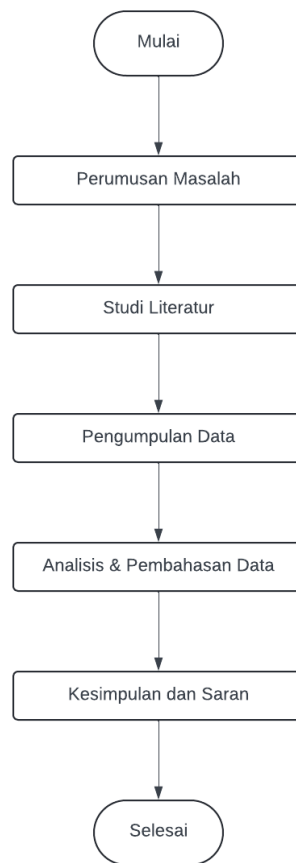 Mulai
Perumusan Masalah
Studi Literatur
Pengumpulan Data
Analisis & Pembahasan Data
Kesimpulan dan Saran
Selesai